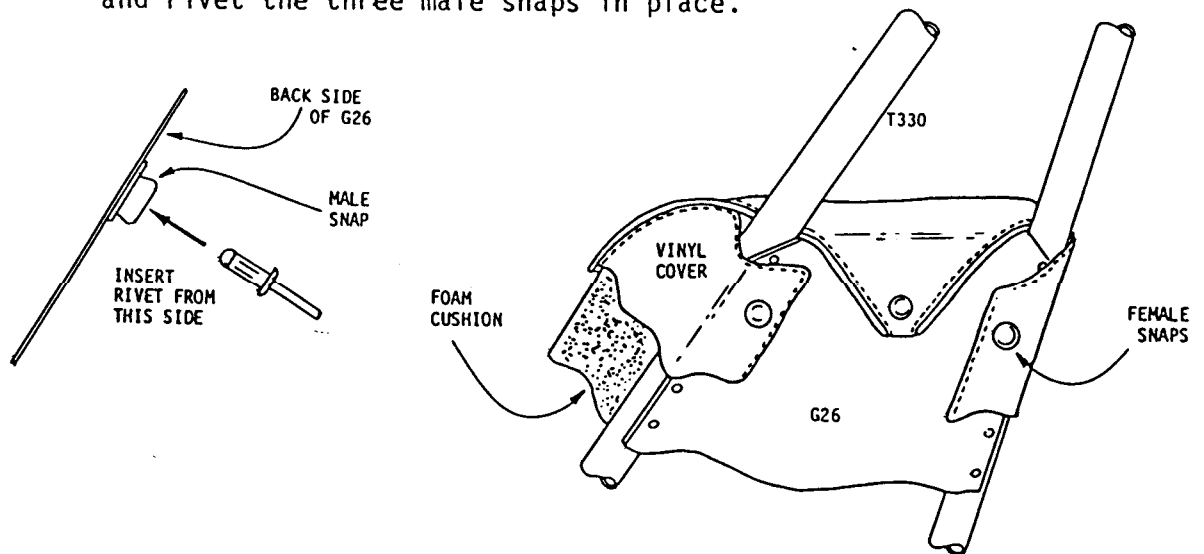 and rivet the three male snaps in place.
BACK SIDE
OF G26
MALE
SNAP
INSERT
RIVET FROM
THIS SIDE
T330
VINYL
COVER
FOAM
CUSHION
FEMALE
SNAPS
G26